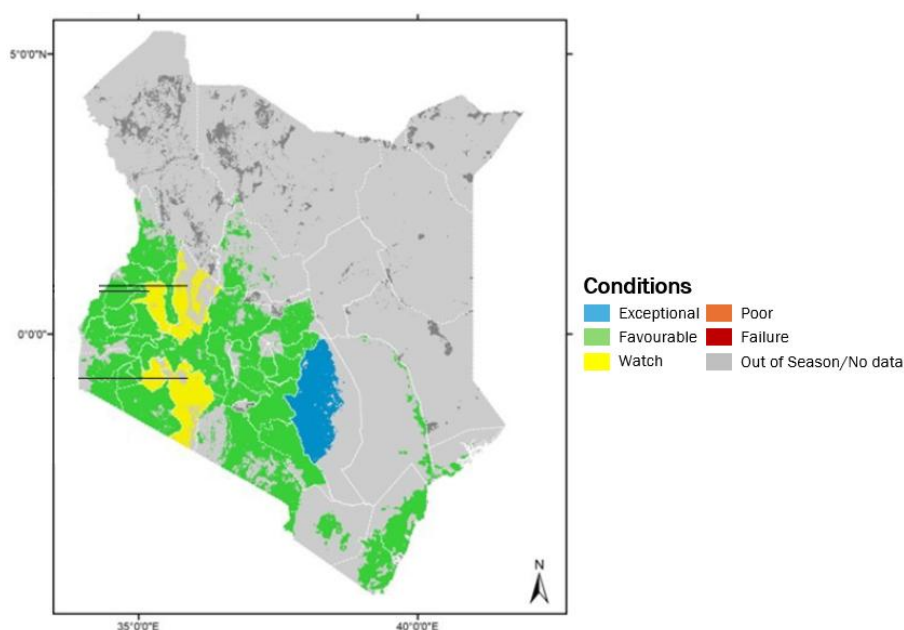 5°0'0"N
0°0'0"
35°0'0"E
40°0'0"E
N
Conditions
Exceptional
Poor
Favourable
Failure
Watch
Out of Season/No data